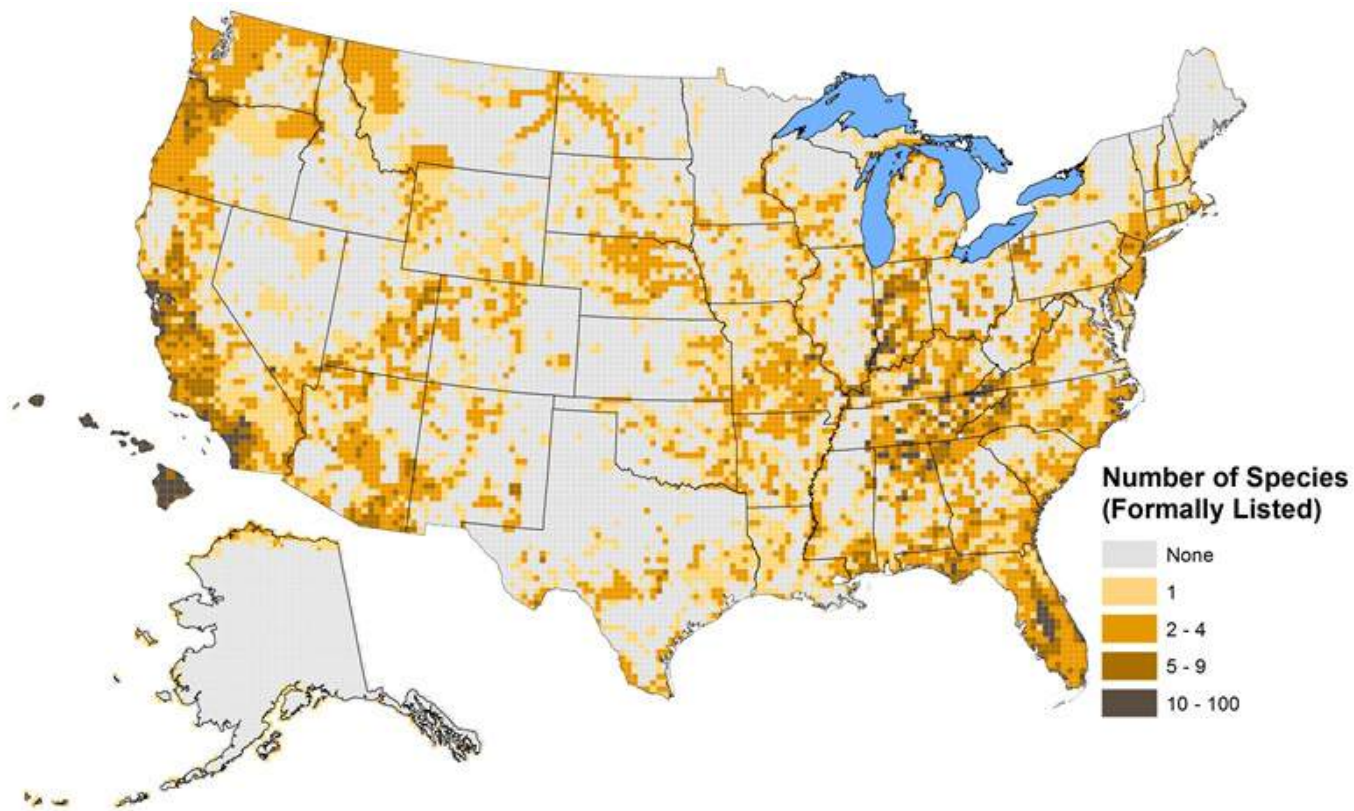 Number of Species
(Formally Listed)
None
1
2 - 4
5 - 9
10 - 100